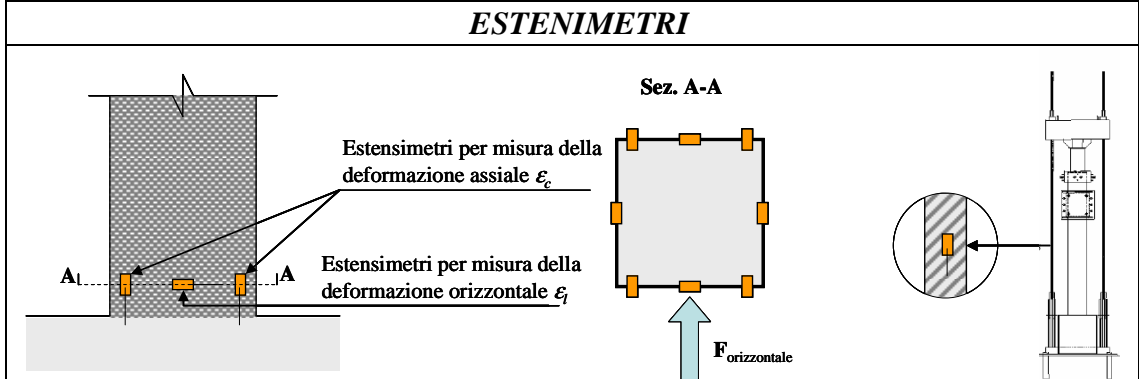 ESTENIMETRI
Sez. A-A
Estensimetri per misura della
deformazione assiale εc
A
A
Estensimetri per misura della
deformazione orizzontale εl
Forizzontale